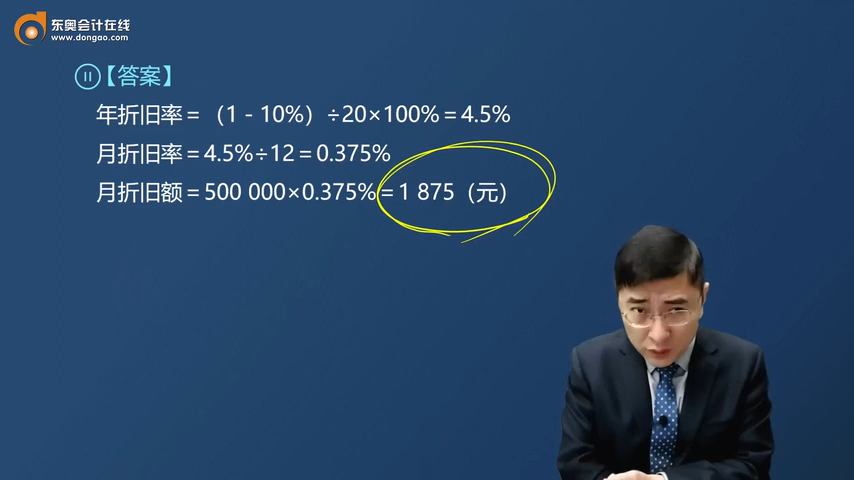 东奥会计在线
www.dongao.com
【答案】
年折旧率＝（1－10%）÷20×100%＝4.5%
月折旧率＝4.5%÷12＝0.375%
月折旧额＝500 000×0.375%＝1 875（元）